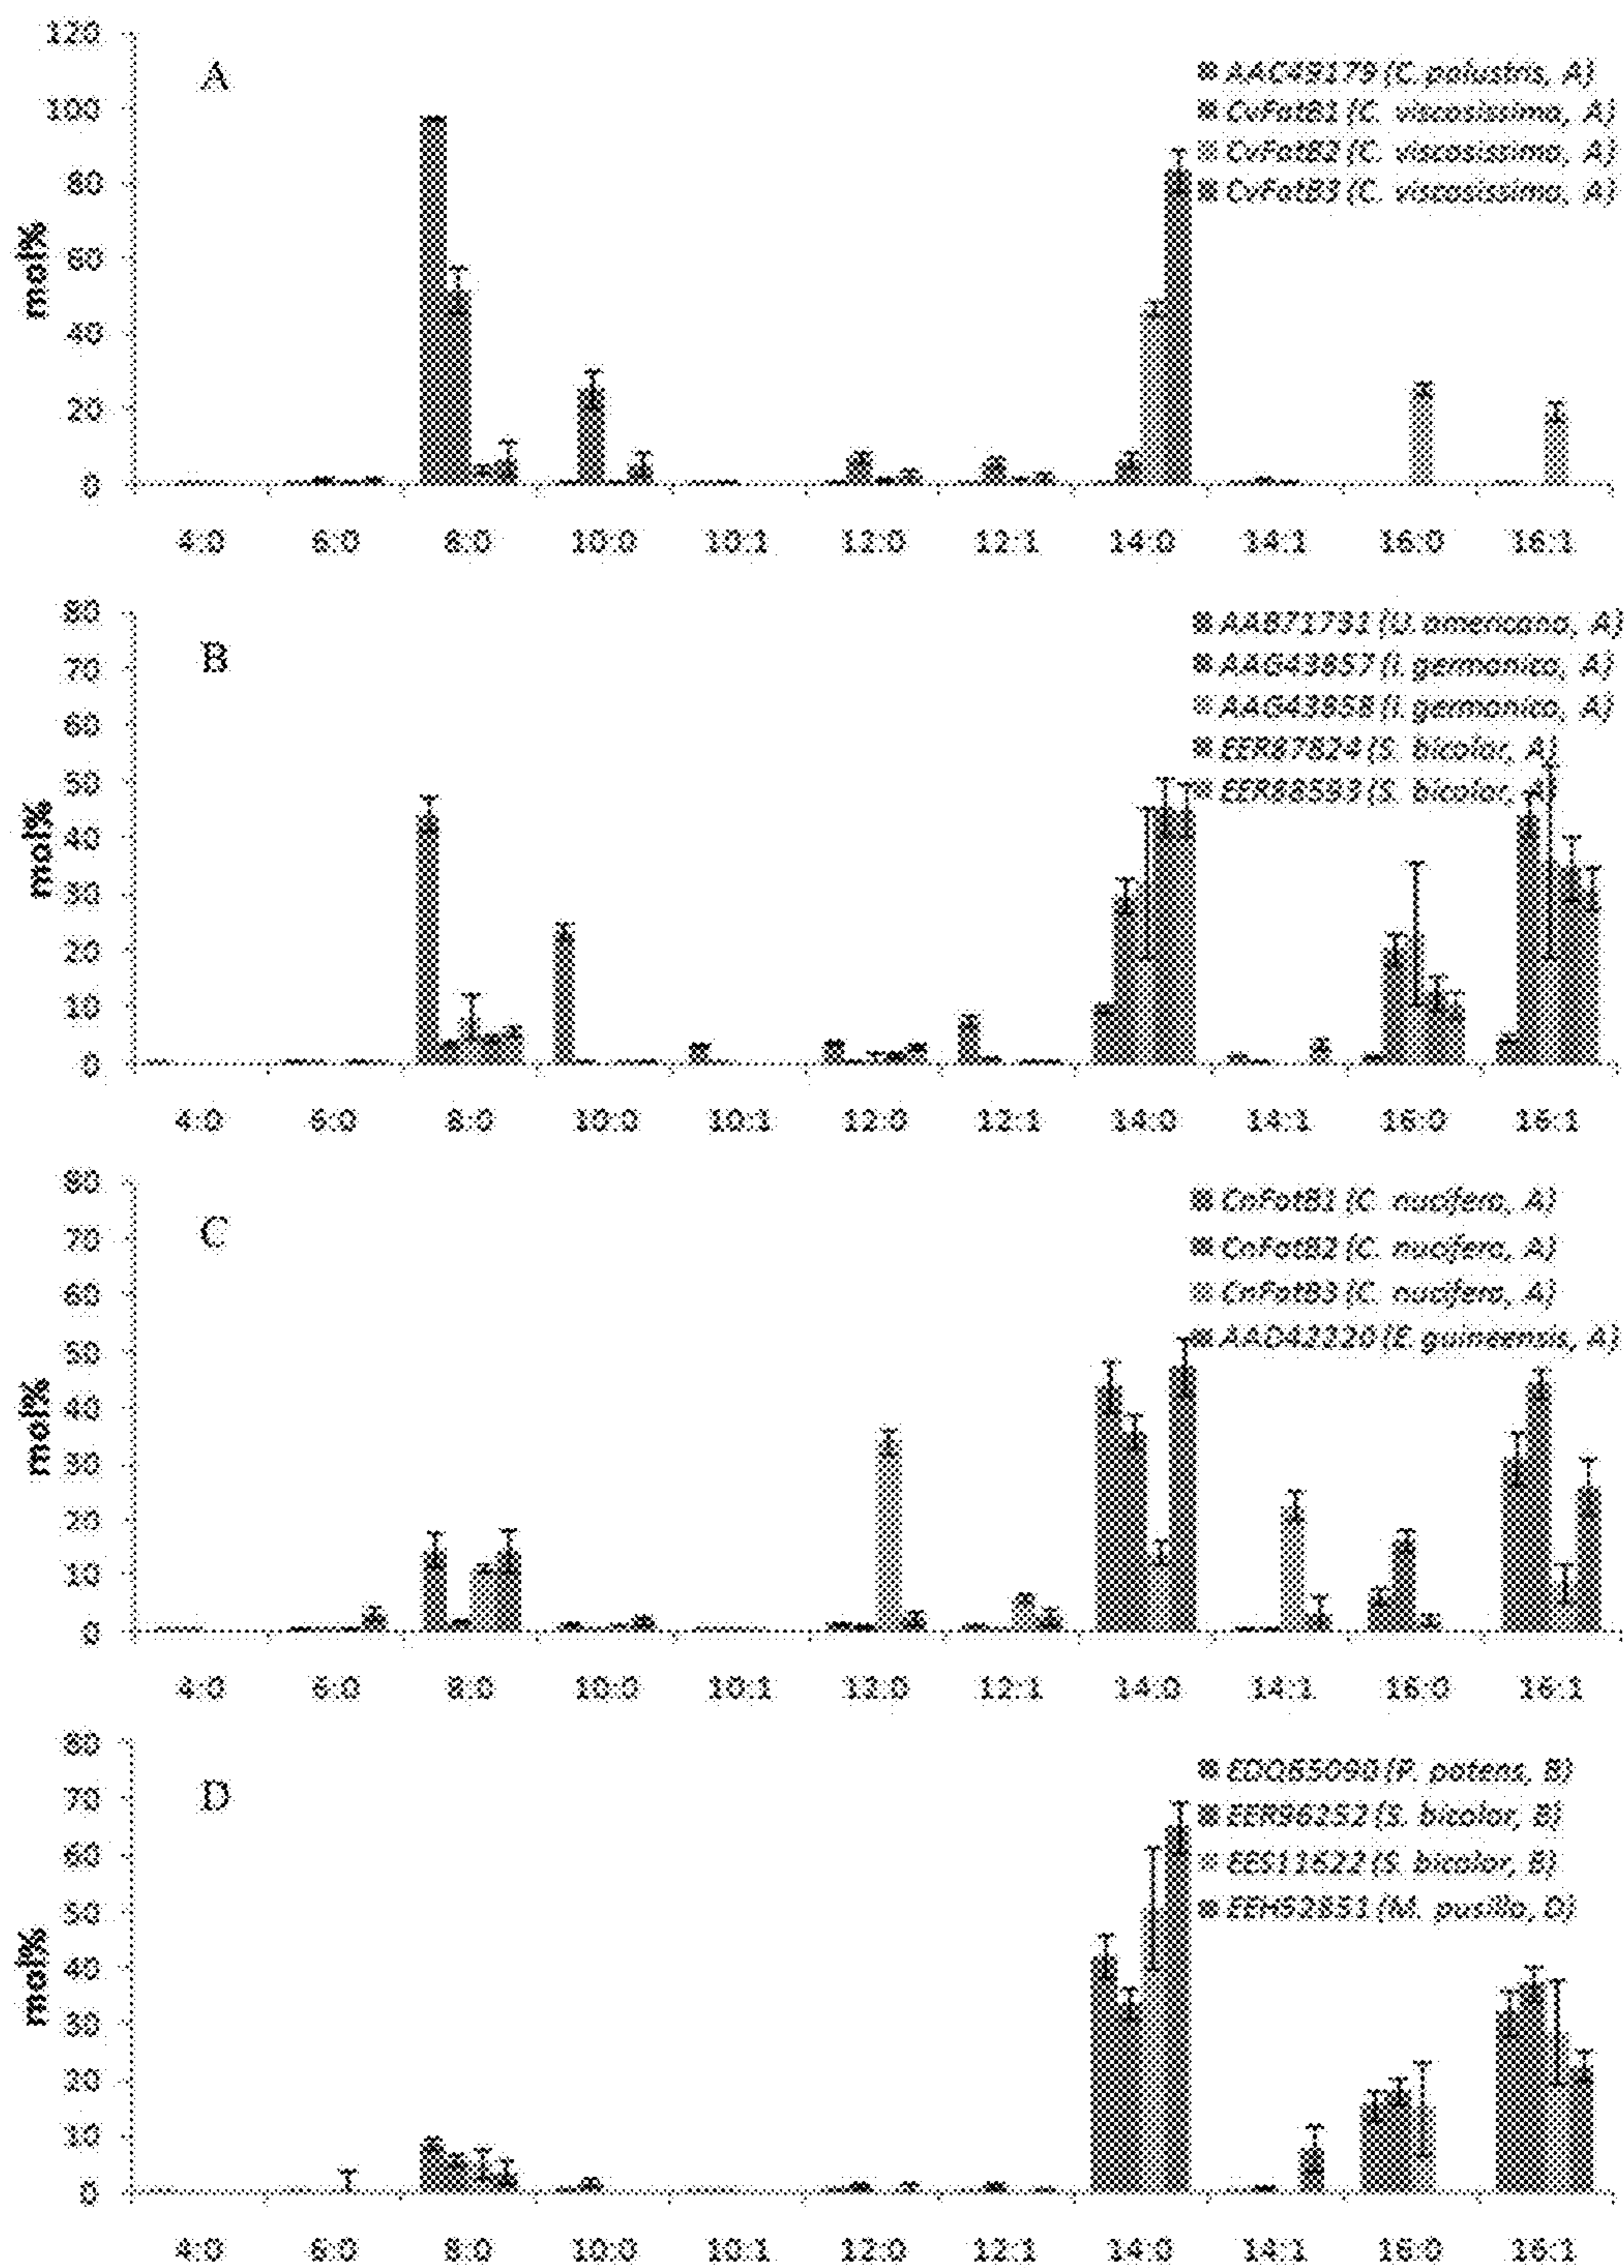 120
100
80
60
40
20
0
mol%
A
AAC49179 (C. palustris, A)
CvFatB1 (C. viscosissima, A)
CvFatB2 (C. viscosissima, A)
CvFatB3 (C. viscosissima, A)
4:0 6:0 8:0 10:0 10:1 12:0 12:1 14:0 14:1 16:0 16:1
80
70
60
50
40
30
20
10
0
mol%
B
AAB71731 (U. americana, A)
AAG43857 (I. germanica, A)
AAG43858 (I. germanica, A)
EER87824 (S. bicolor, A)
EER88593 (S. bicolor, A)
4:0 6:0 8:0 10:0 10:1 12:0 12:1 14:0 14:1 16:0 16:1
80
70
60
50
40
30
20
10
0
mol%
C
CnFatB1 (C. nucifera, A)
CnFatB2 (C. nucifera, A)
CnFatB3 (C. nucifera, A)
AAD42220 (E. guineensis, A)
4:0 6:0 8:0 10:0 10:1 12:0 12:1 14:0 14:1 16:0 16:1
80
70
60
50
40
30
20
10
0
mol%
D
EDQ65090 (P. patens, B)
EER96252 (S. bicolor, B)
EES11622 (S. bicolor, B)
EEH52851 (M. pusilla, D)
4:0 6:0 8:0 10:0 10:1 12:0 12:1 14:0 14:1 16:0 16:1